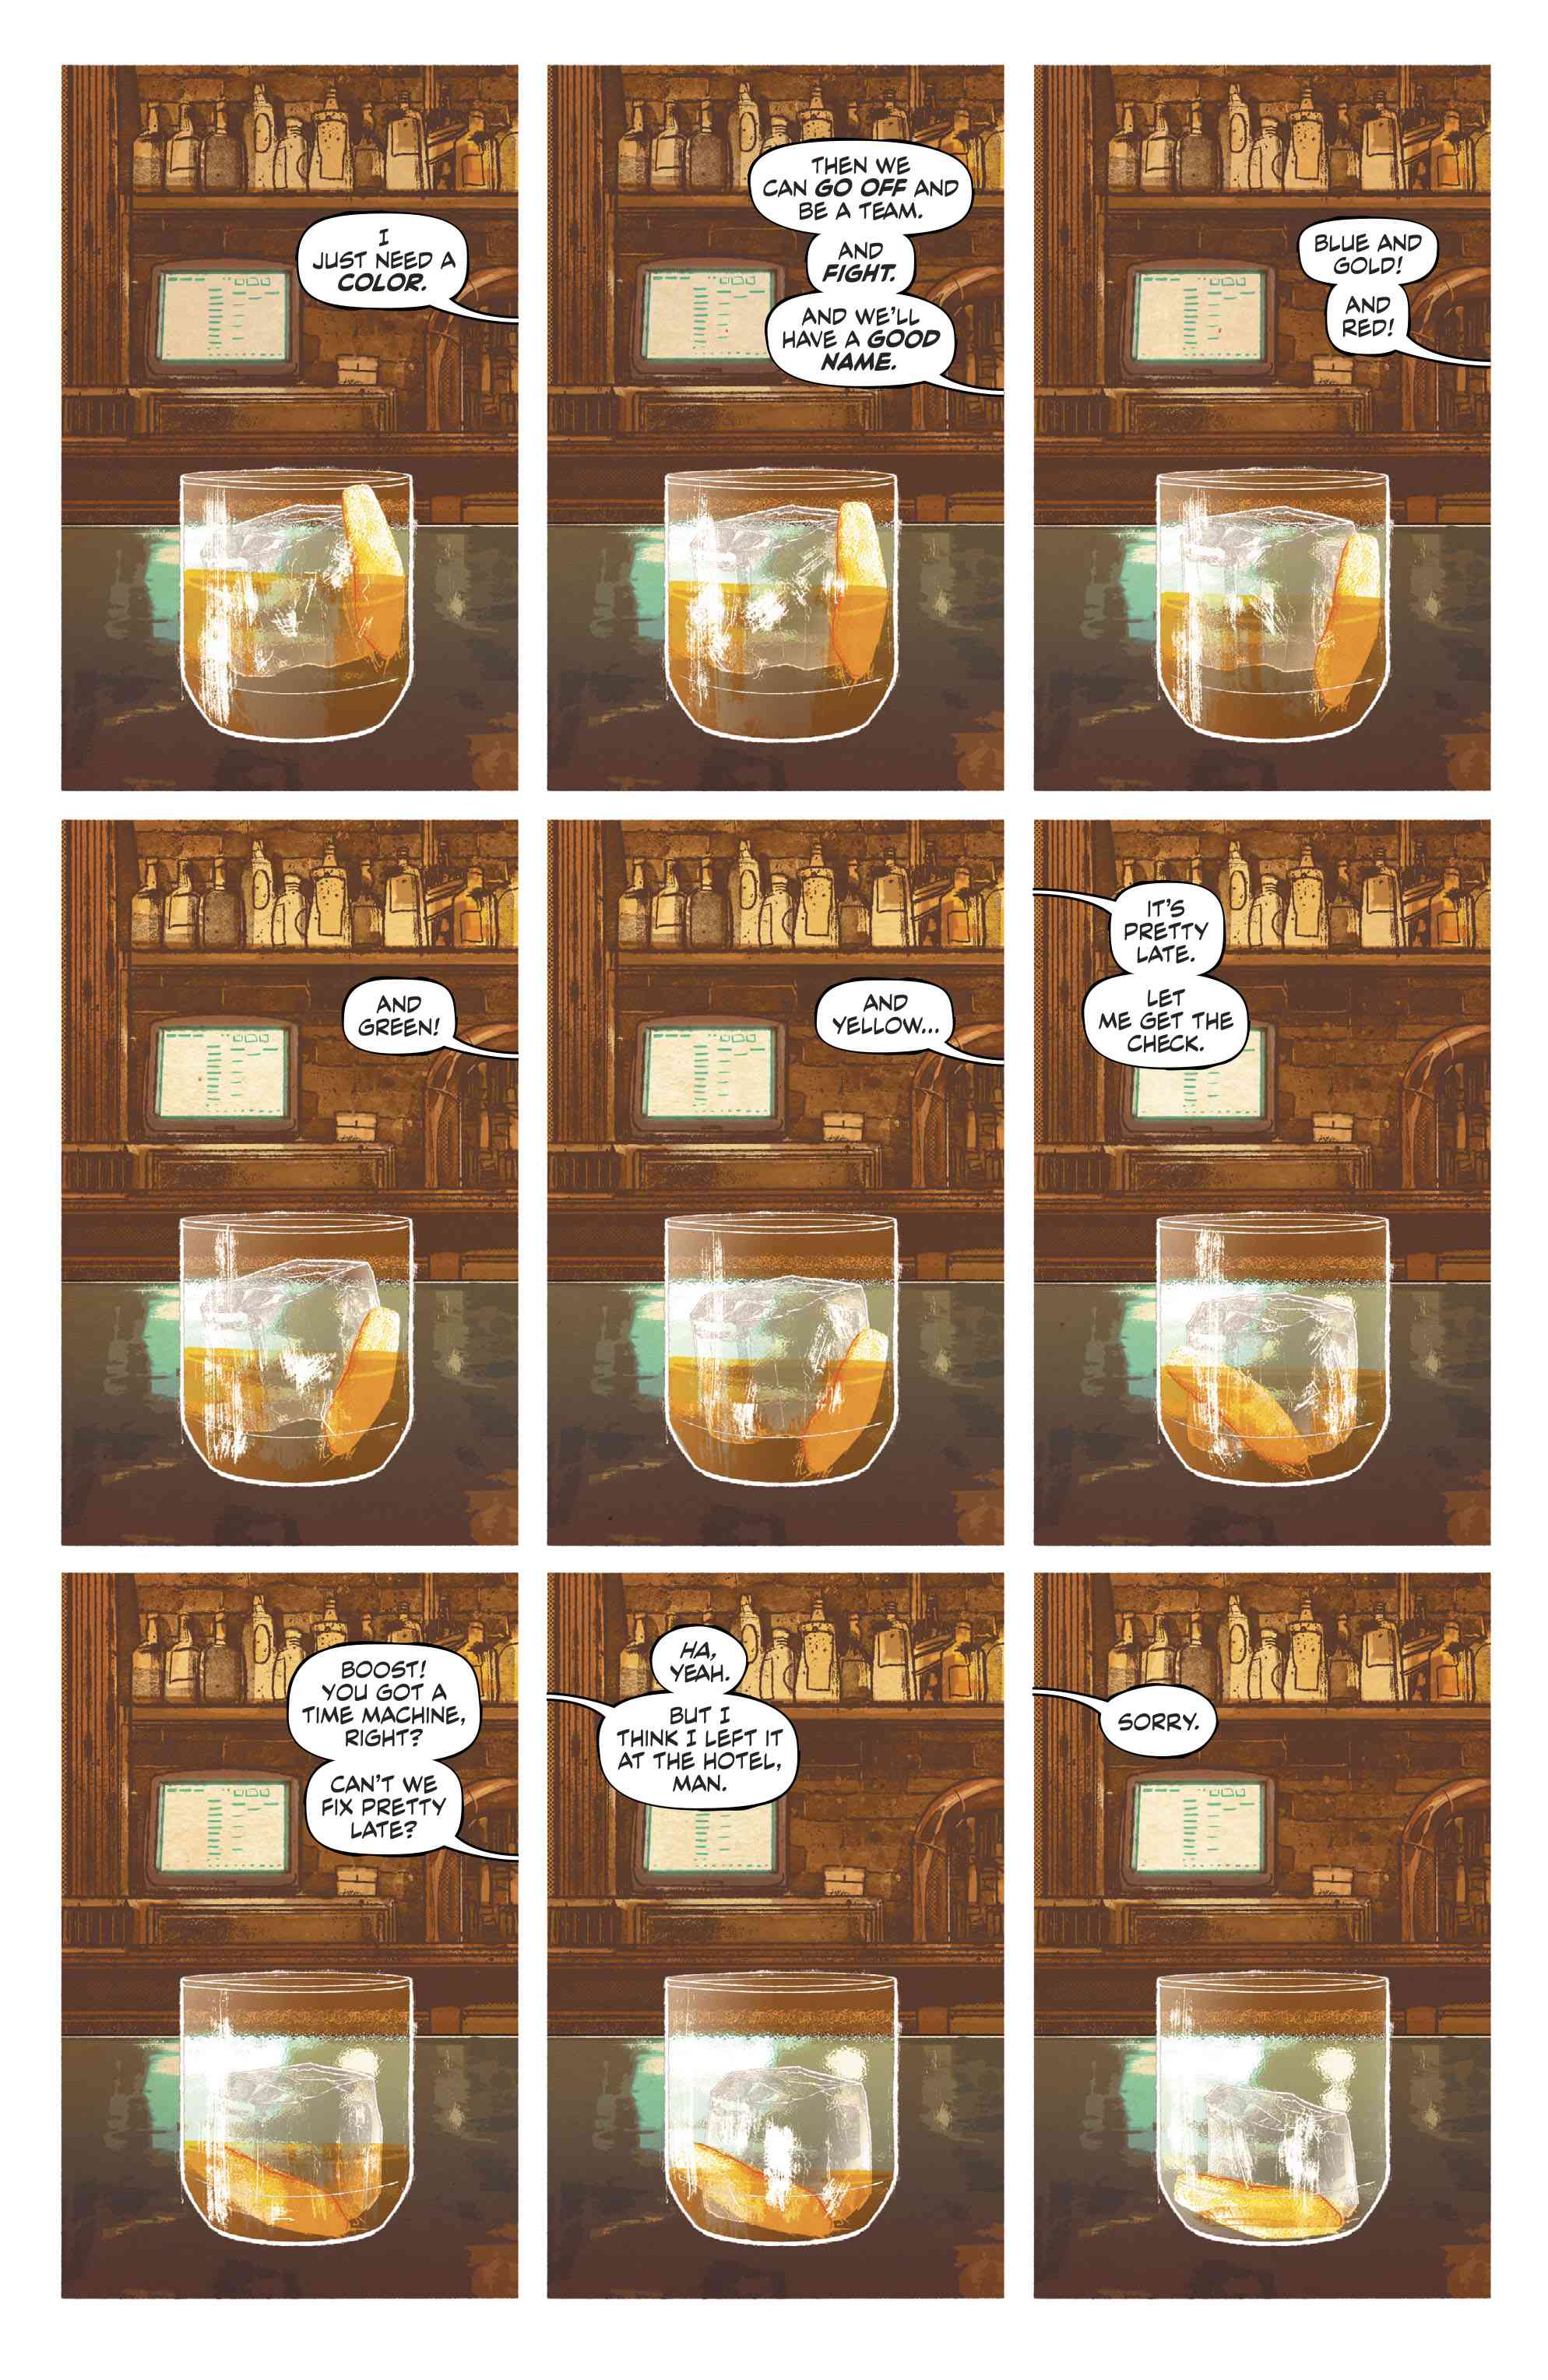 I
JUST NEED A
COLOR.
THEN WE
CAN GO OFF AND
BE A TEAM.
AND
FIGHT.
AND WE'LL
HAVE A GOOD
NAME.
BLUE AND
GOLD!
AND
RED!
AND
GREEN!
AND
YELLOW...
IT'S
PRETTY
LATE.
LET
ME GET THE
CHECK.
BOOST!
YOU GOT A
TIME MACHINE,
RIGHT?
CAN'T WE
FIX PRETTY
LATE?
HA,
YEAH.
BUT I
THINK I LEFT IT
AT THE HOTEL,
MAN.
SORRY.